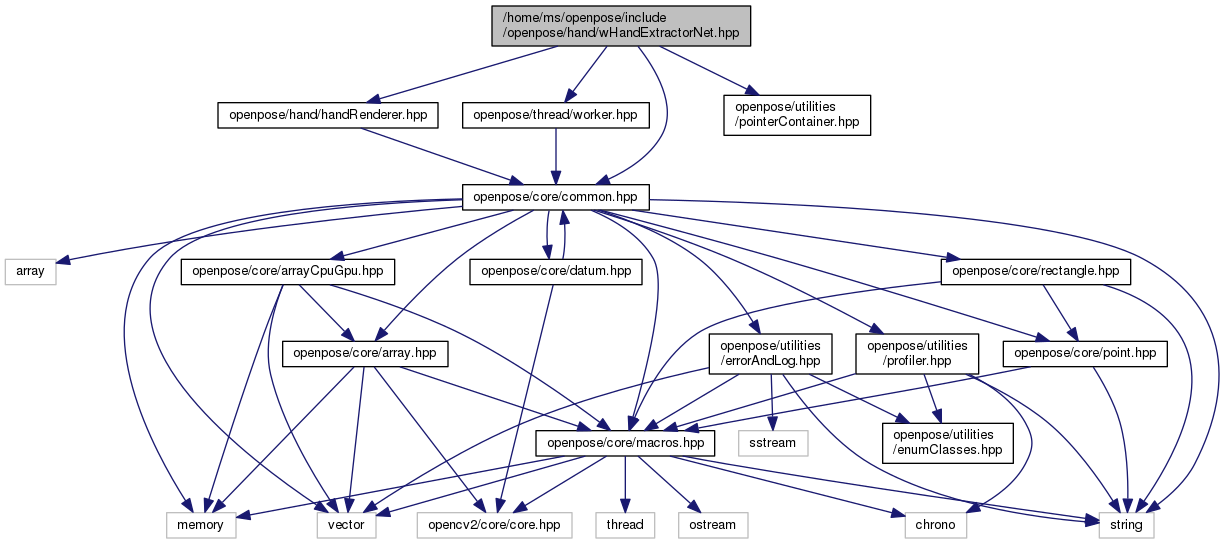 /home/ms/openpose/include
/openpose/hand/wHandExtractorNet.hpp
openpose/hand/handRenderer.hpp
openpose/thread/worker.hpp
openpose/utilities
/pointerContainer.hpp
openpose/core/common.hpp
array
openpose/core/arrayCpuGpu.hpp
openpose/core/datum.hpp
openpose/core/rectangle.hpp
openpose/core/array.hpp
openpose/utilities
/errorAndLog.hpp
openpose/utilities
/profiler.hpp
openpose/core/point.hpp
openpose/core/macros.hpp
sstream
openpose/utilities
/enumClasses.hpp
memory
vector
opencv2/core/core.hpp
thread
ostream
chrono
string